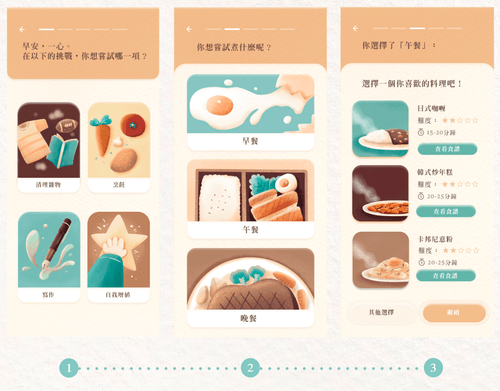 早安，一心。
在以下的挑戰，你想嘗試哪一項？
清理雜物
烹飪
寫作
自我增值
你想嘗試煮什麼呢？
早餐
午餐
晚餐
你選擇了「午餐」：
選擇一個你喜歡的料理吧！
日式咖喱
難度：
15-20分鐘
查看食譜
韓式炒年糕
難度：
20-25分鐘
查看食譜
卡邦尼意粉
難度：
20-25分鐘
查看食譜
其他選擇
1
2
3